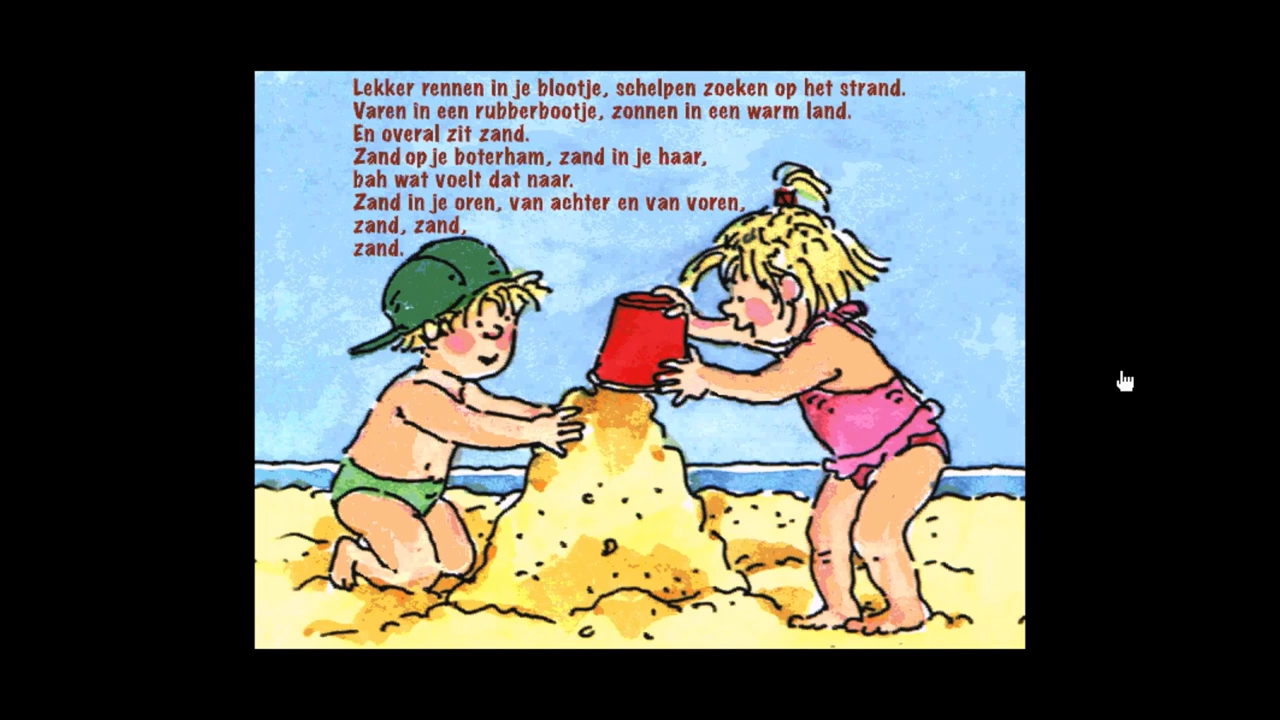 Lekker rennen in je blootje, schelpen zoeken op het strand.
Varen in een rubberbootje, zonnen in een warm land.
En overal zit zand.
Zand op je boterham, zand in je haar,
bah wat voelt dat naar.
Zand in je oren, van achter en van voren,
zand, zand,
zand.